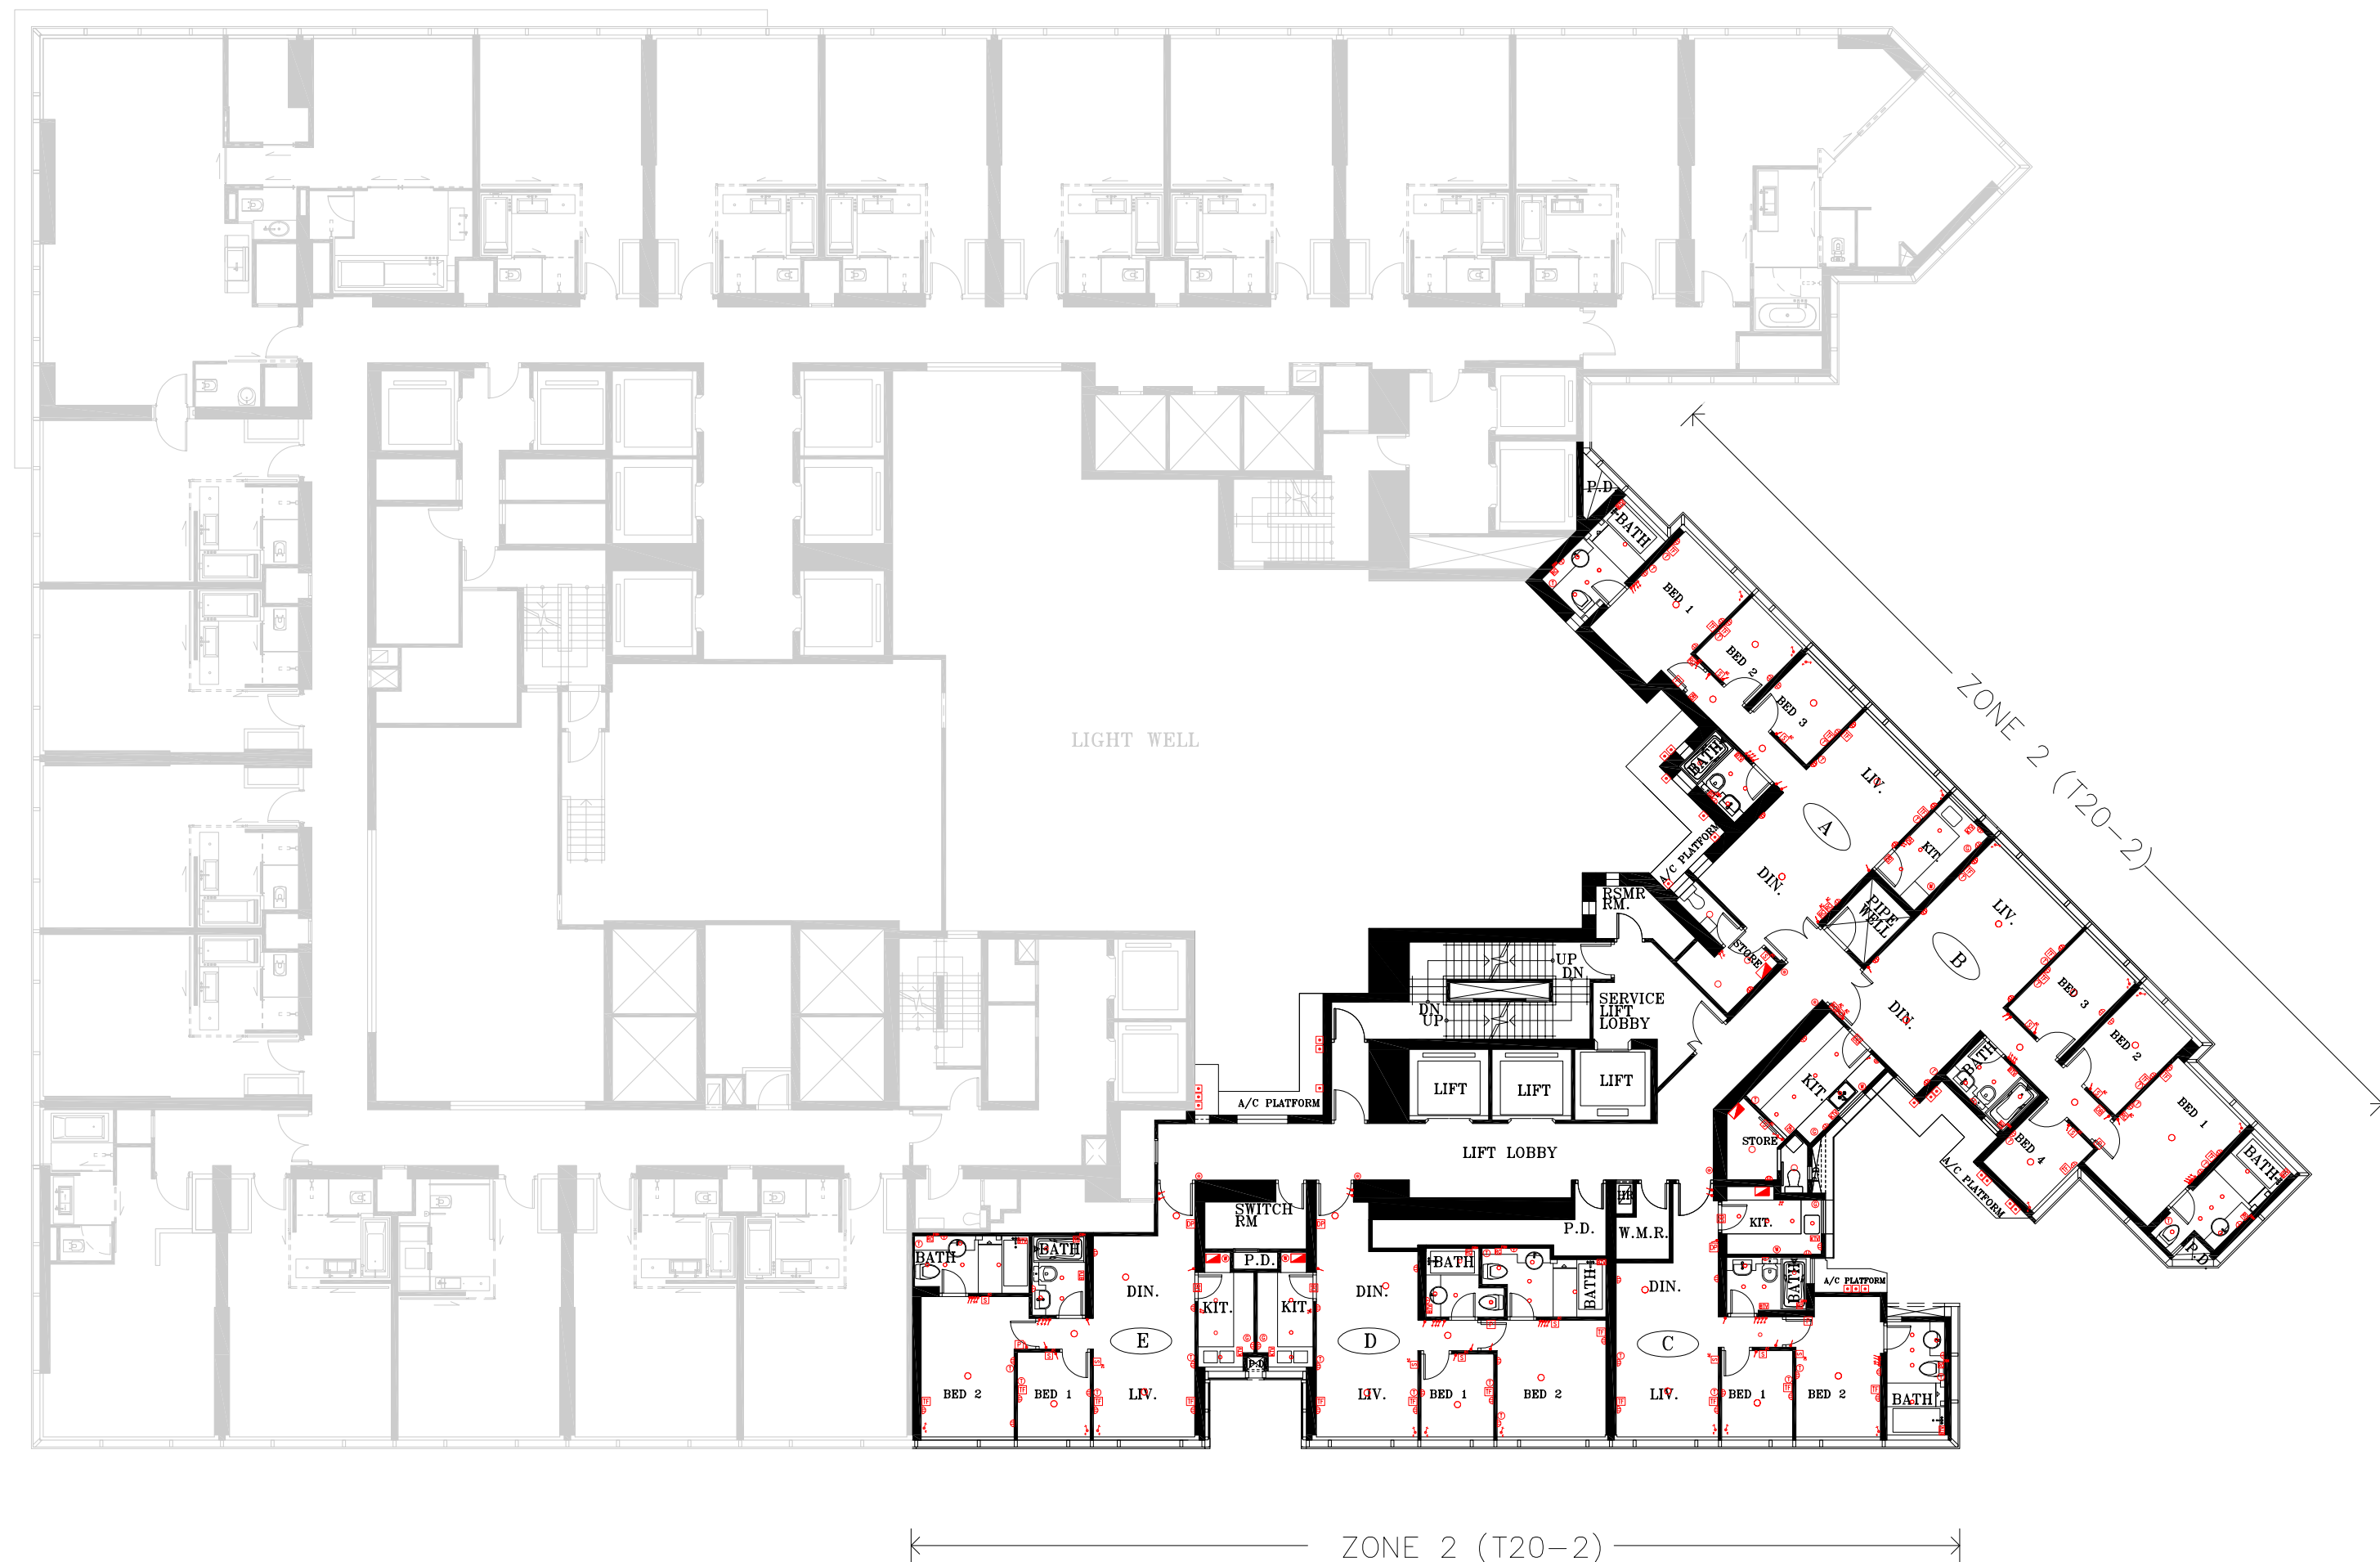 P.D
BATH
BED 1
BED 2
BED 3
ZONE 2 (T20-2)
LIGHT WELL
BATH
LIV.
A
A/C PLATFORM
KIT.
DIN.
PIPE
WELL
LIV.
RSMR
RM.
B
STORE
UP
DN
DIN.
BED 3
SERVICE
LIFT
LOBBY
DN
UP
BED 2
BATH
LIFT
LIFT
LIFT
KIT.
A/C PLATFORM
BED 1
STORE
BED 4
LIFT LOBBY
BATH
A/C PLATFORM
SWITCH
RM
P.D.
W.M.R.
KIT.
P.D
BATH
BATH
P.D.
BATH
BATH
BATH
A/C PLATFORM
DIN.
DIN.
DIN.
KIT.
KIT.
E
D
C
P.D
BED 2
BED 1
LIV.
LIV.
BED 1
BED 2
LIV.
BED 1
BED 2
BATH
ZONE 2 (T20-2)